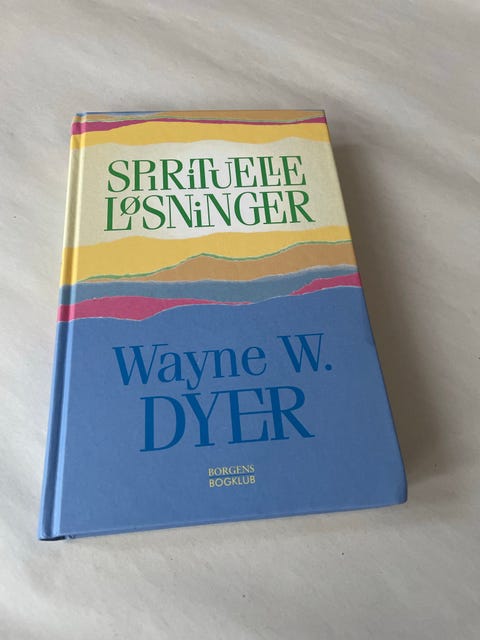 SPiRiTUELLE
LØSNiNGER
Wayne W.
DYER
BORGENS
BOGKLUB